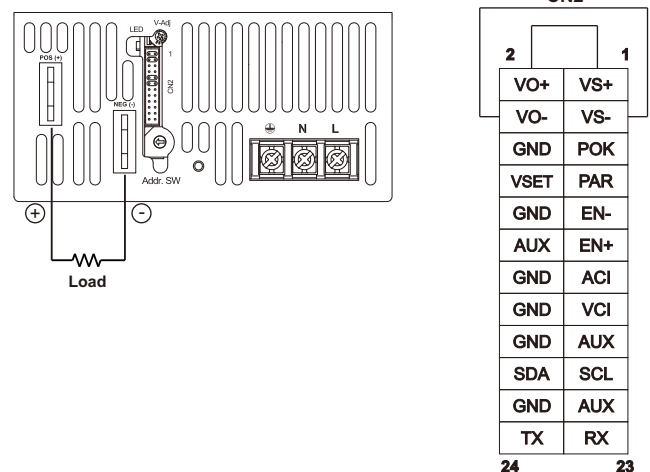 CN2
LED
V-Adj
POS (+)
1
CN2
NEG (-)
N L
Addr. SW
+ -
Load
2 1
VO+ VS+
VO- VS-
GND POK
VSET PAR
GND EN-
AUX EN+
GND ACI
GND VCI
GND AUX
SDA SCL
GND AUX
TX RX
24 23